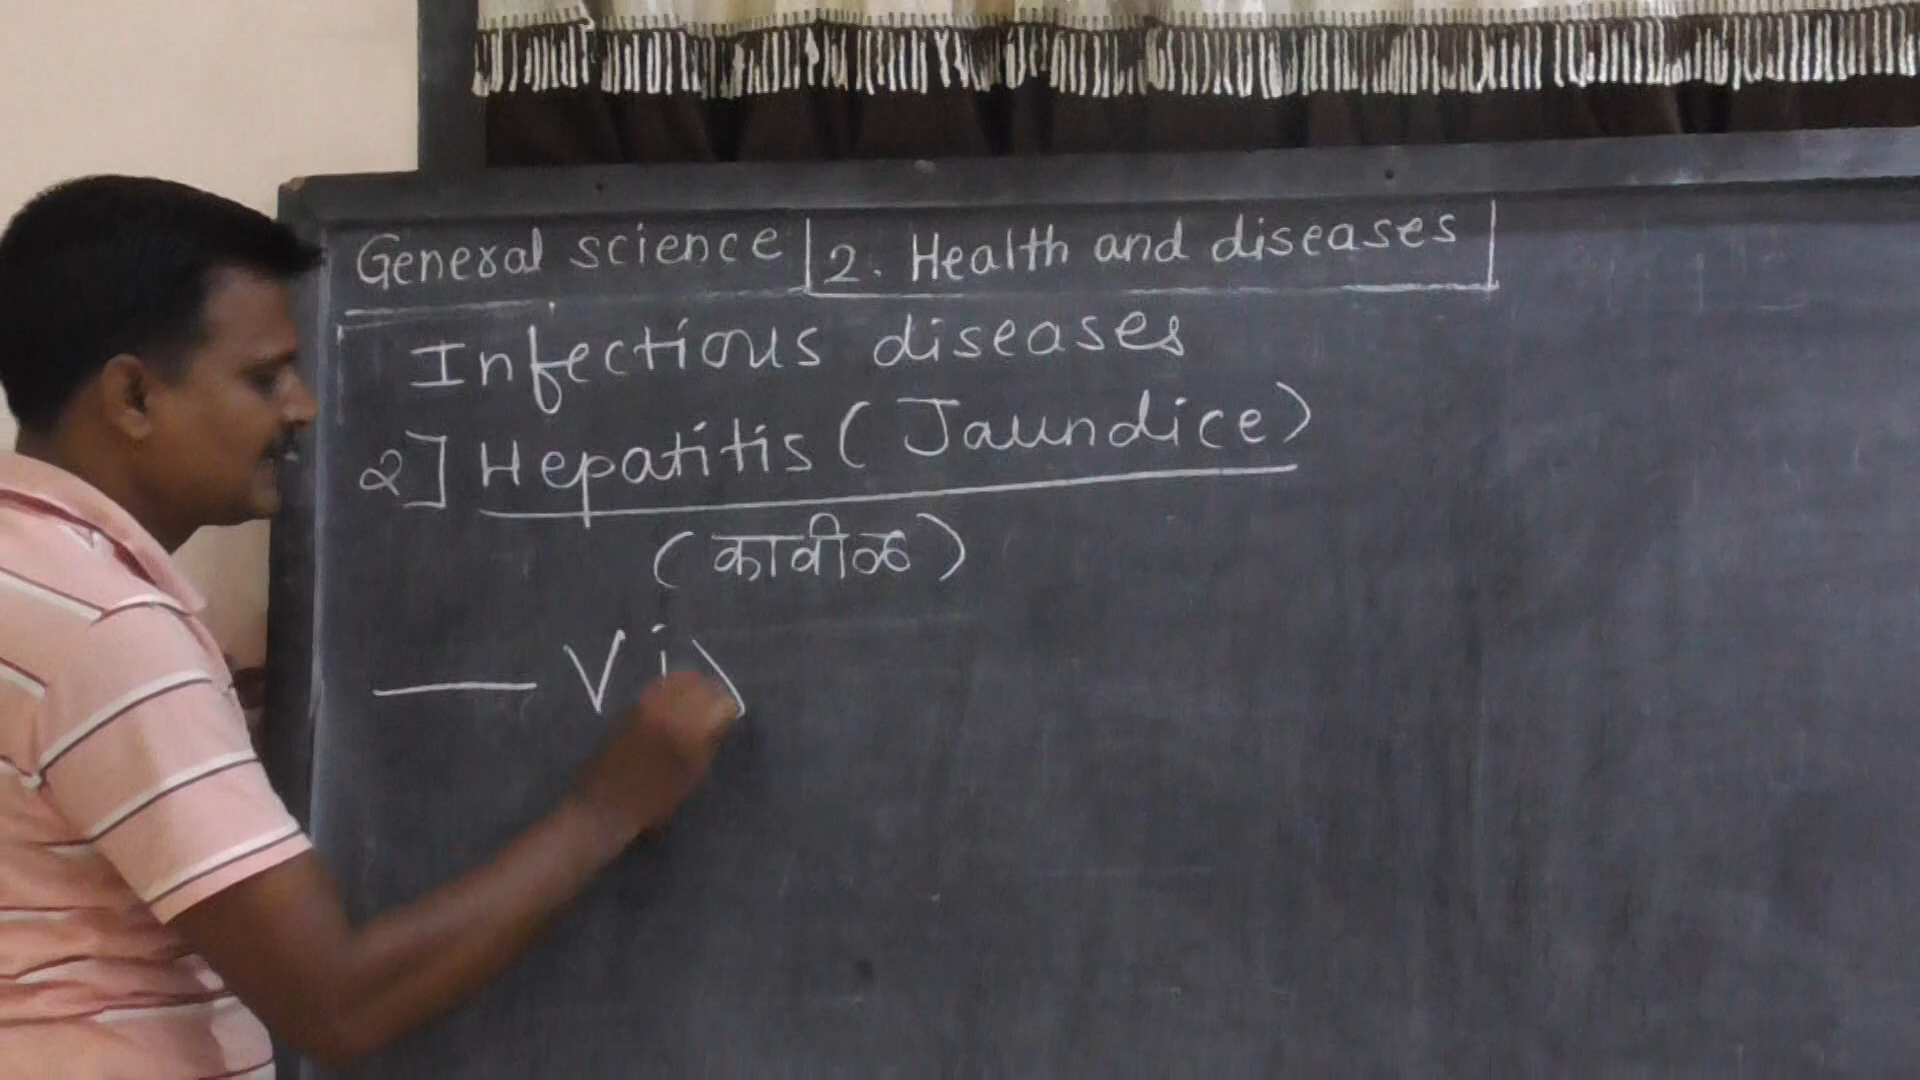 General science 2. Health and diseases
Infectious diseases
2] Hepatitis (Jaundice)
(कावीळ)
— Vi